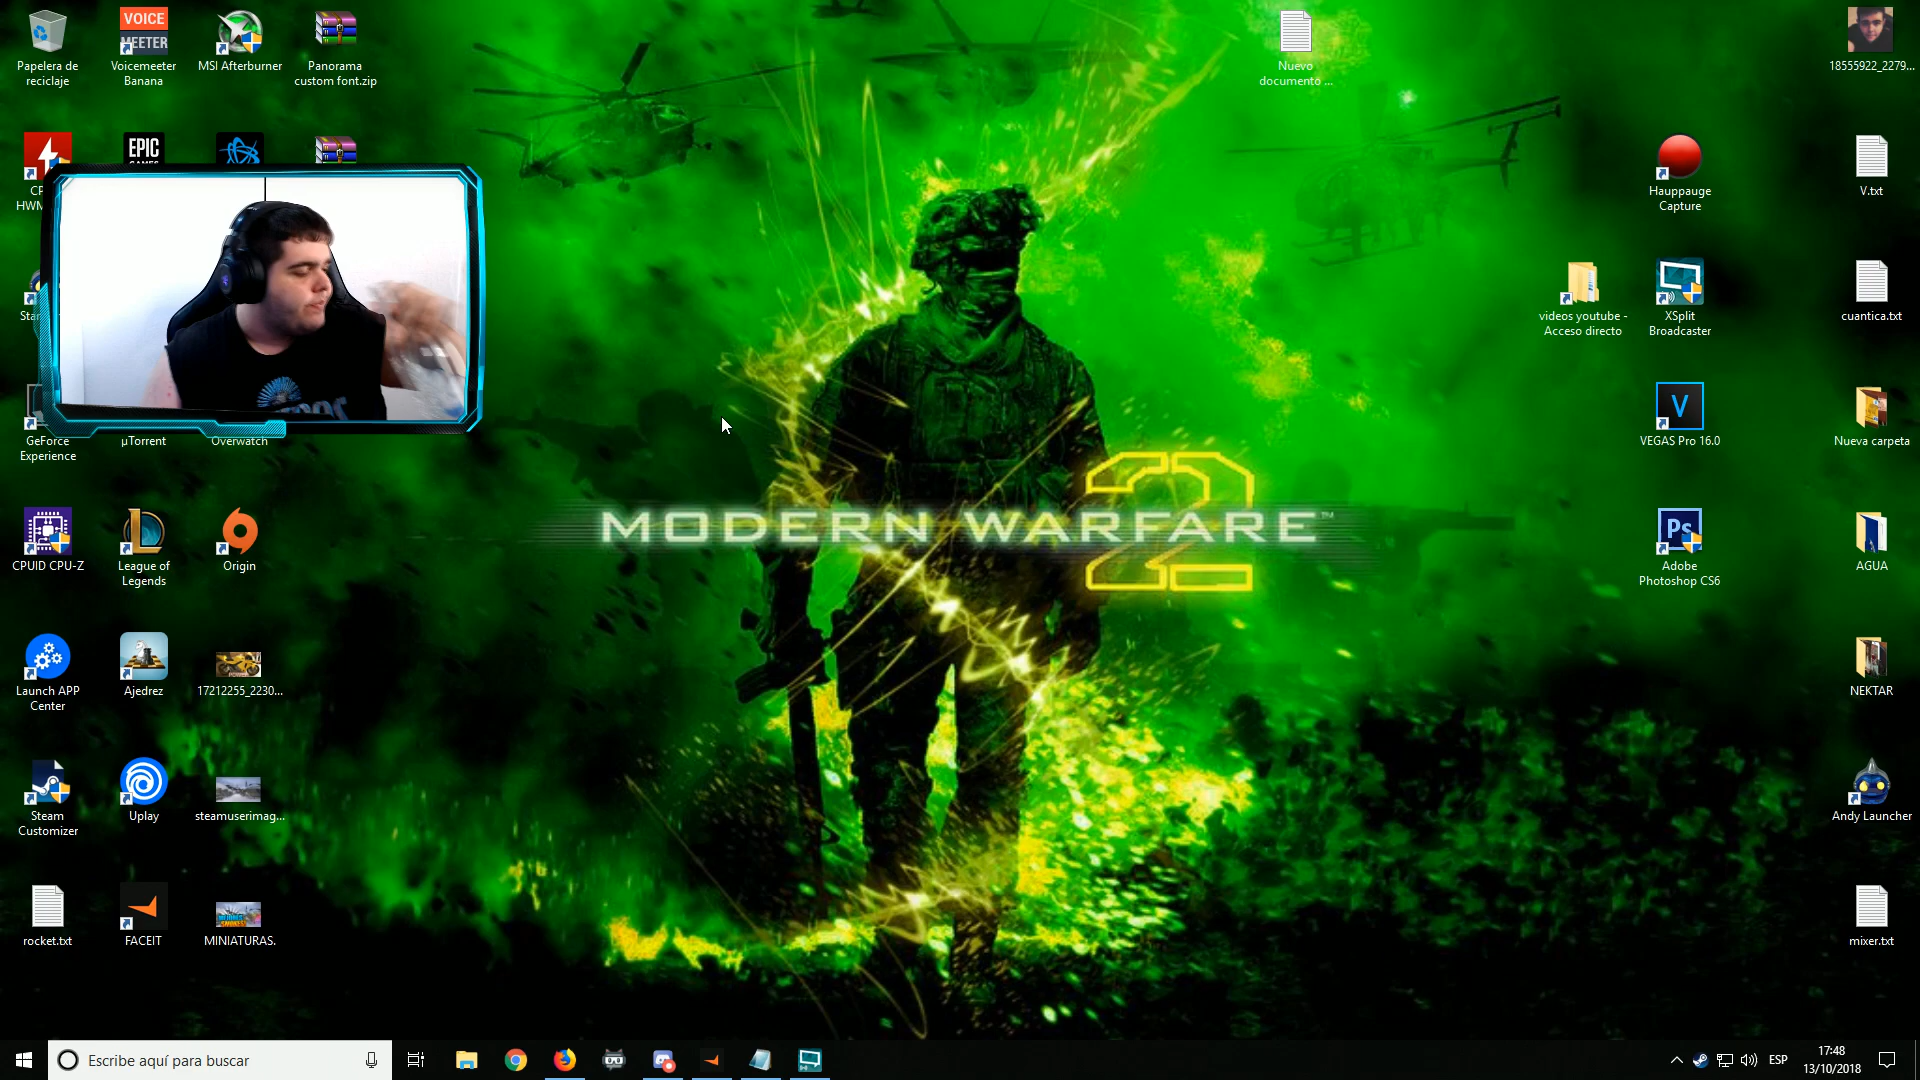 Papelera de
reciclaje
VOICE
MEETER
Voicemeeter
Banana
MSI Afterburner
Panorama
custom font.zip
Nuevo
documento ...
18555922_2279...
EPIC
Hauppauge
Capture
V.txt
videos youtube -
Acceso directo
XSplit
Broadcaster
cuantica.txt
GeForce
Experience
µTorrent
Overwatch
V
VEGAS Pro 16.0
Nueva carpeta
MODERN WARFARE™
2
CPUID CPU-Z
League of
Legends
Origin
Ps
Adobe
Photoshop CS6
AGUA
Launch APP
Center
Ajedrez
17212255_2230...
NEKTAR
Steam
Customizer
Uplay
steamuserimag...
Andy Launcher
rocket.txt
FACEIT
MINIATURAS.
mixer.txt
Escribe aquí para buscar
ESP
17:48
13/10/2018